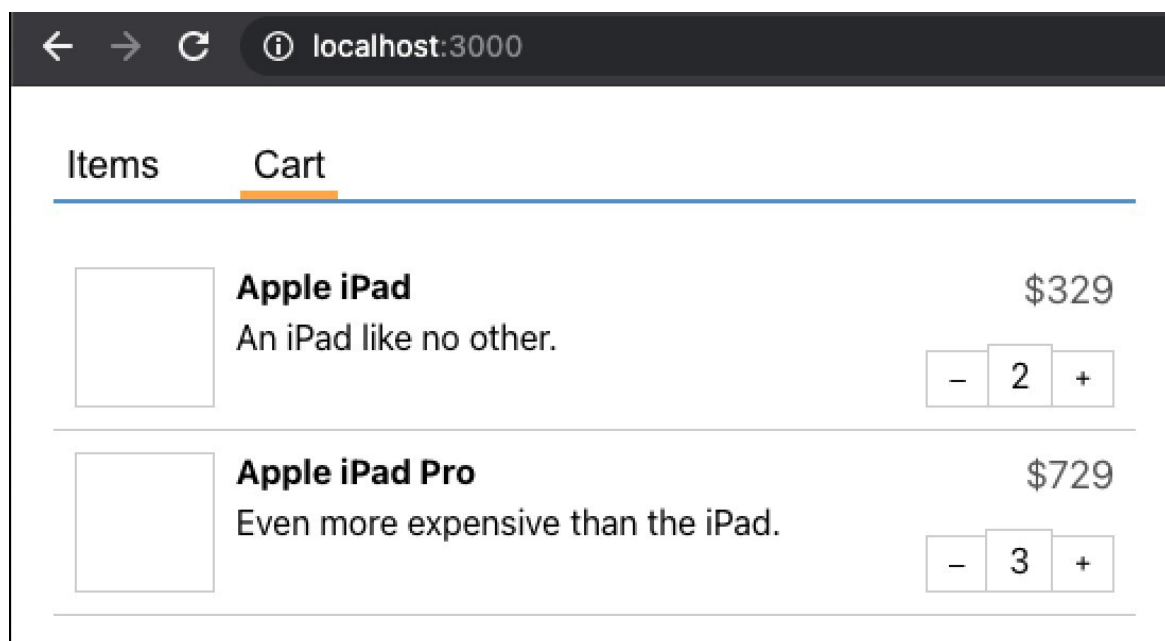 localhost:3000
Items Cart
Apple iPad $329
An iPad like no other.
– 2 +
Apple iPad Pro $729
Even more expensive than the iPad.
– 3 +